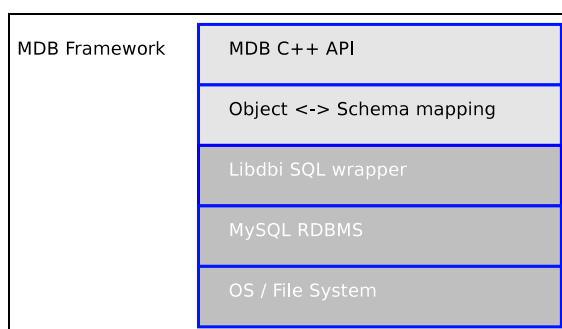 MDB Framework
MDB C++ API
Object <-> Schema mapping
Libdbi SQL wrapper
MySQL RDBMS
OS / File System